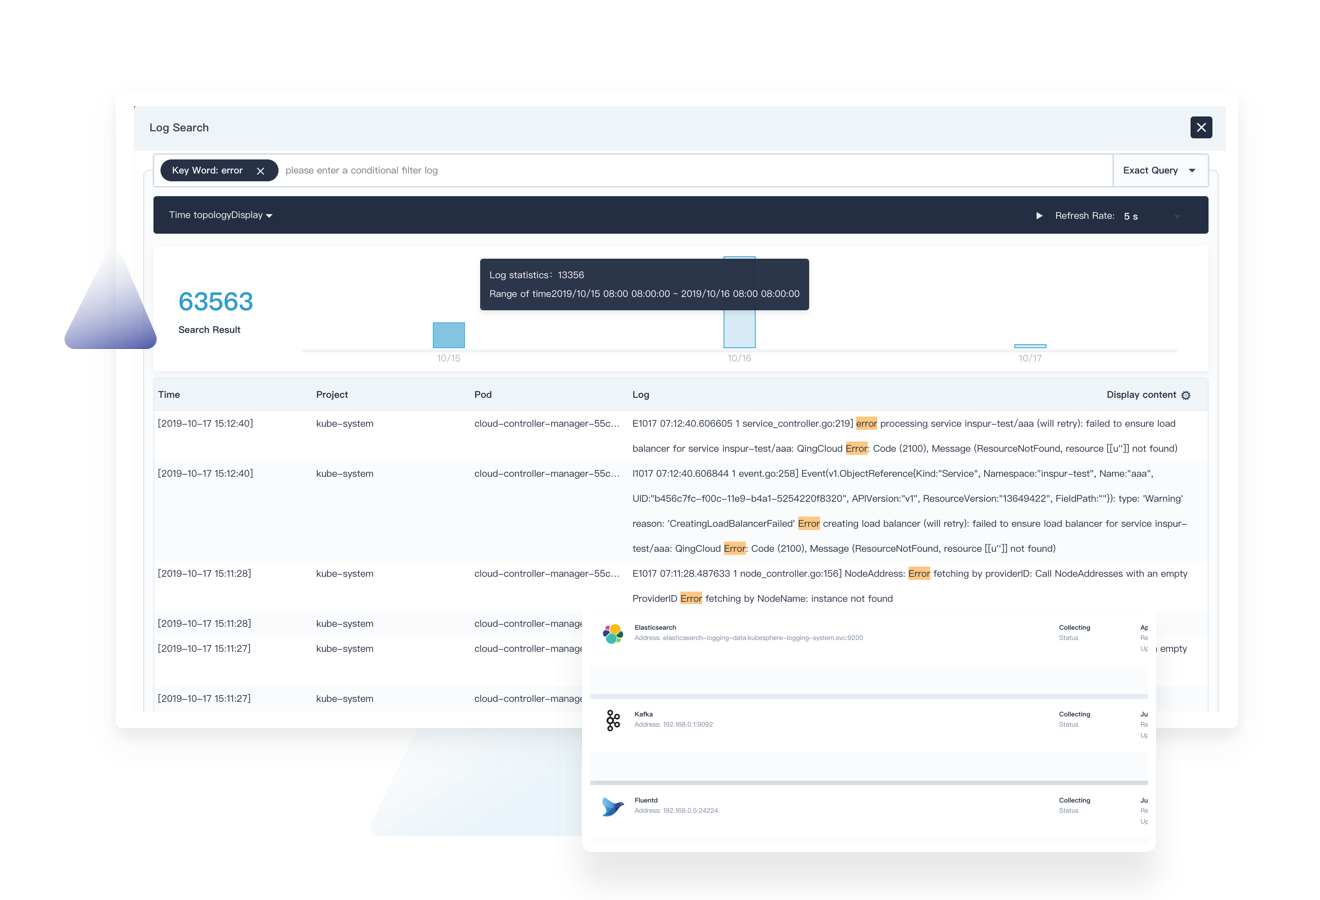 Log Search
Key Word: error
please enter a conditional filter log
Exact Query
Time topologyDisplay
Refresh Rate: 5 s
63563
Search Result
Log statistics: 13356
Range of time2019/10/15 08:00 08:00:00 ~ 2019/10/16 08:00 08:00:00
10/15
10/16
10/17
Time Project Pod Log Display content
[2019-10-17 15:12:40] kube-system cloud-controller-manager-55c... E1017 07:12:40.606605 1 service_controller.go:219] error processing service inspur-test/aaa (will retry): failed to ensure load
balancer for service inspur-test/aaa: QingCloud Error: Code (2100), Message (ResourceNotFound, resource [[u'']] not found)
[2019-10-17 15:12:40] kube-system cloud-controller-manager-55c... I1017 07:12:40.606844 1 event.go:258] Event(v1.ObjectReference{Kind:"Service", Namespace:"inspur-test", Name:"aaa",
UID:"b456c7fc-f00c-11e9-b4a1-5254220f8320", APIVersion:"v1", ResourceVersion:"13649422", FieldPath:""}): type: 'Warning'
reason: 'CreatingLoadBalancerFailed' Error creating load balancer (will retry): failed to ensure load balancer for service inspur-
test/aaa: QingCloud Error: Code (2100), Message (ResourceNotFound, resource [[u'']] not found)
[2019-10-17 15:11:28] kube-system cloud-controller-manager-55c... E1017 07:11:28.487633 1 node_controller.go:156] NodeAddress: Error fetching by providerID: Call NodeAddresses with an empty
ProviderID Error fetching by NodeName: instance not found
[2019-10-17 15:11:28] kube-system cloud-controller-manage
[2019-10-17 15:11:27] kube-system cloud-controller-manage empty
[2019-10-17 15:11:27] kube-system cloud-controller-manage
Elasticsearch Collecting Ap
Address: elasticsearch-logging-data.kubesphere-logging-system.svc:9200 Status Re
Up
Kafka Collecting Ju
Address: 192.168.0.1:9092 Status Re
Up
Fluentd Collecting Ju
Address: 192.168.0.5:24224 Status Re
Up